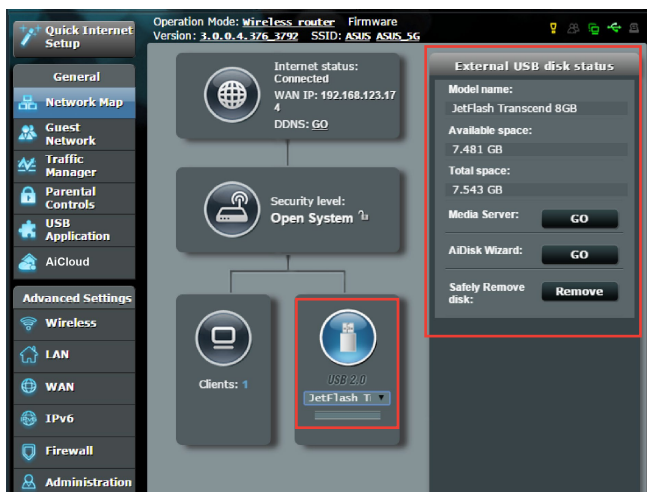 Quick Internet
Setup
Operation Mode: Wireless router Firmware
Version: 3.0.0.4.376_3792 SSID: ASUS ASUS_5G
General
Network Map
Guest
Network
Traffic
Manager
Parental
Controls
USB
Application
AiCloud
Advanced Settings
Wireless
LAN
WAN
IPv6
Firewall
Administration
Internet status:
Connected
WAN IP: 192.168.123.17
4
DDNS: GO
Security level:
Open System
Clients: 1
USB 2.0
JetFlash T
External USB disk status
Model name:
JetFlash Transcend 8GB
Available space:
7.481 GB
Total space:
7.543 GB
Media Server: GO
AiDisk Wizard: GO
Safely Remove
disk:
Remove